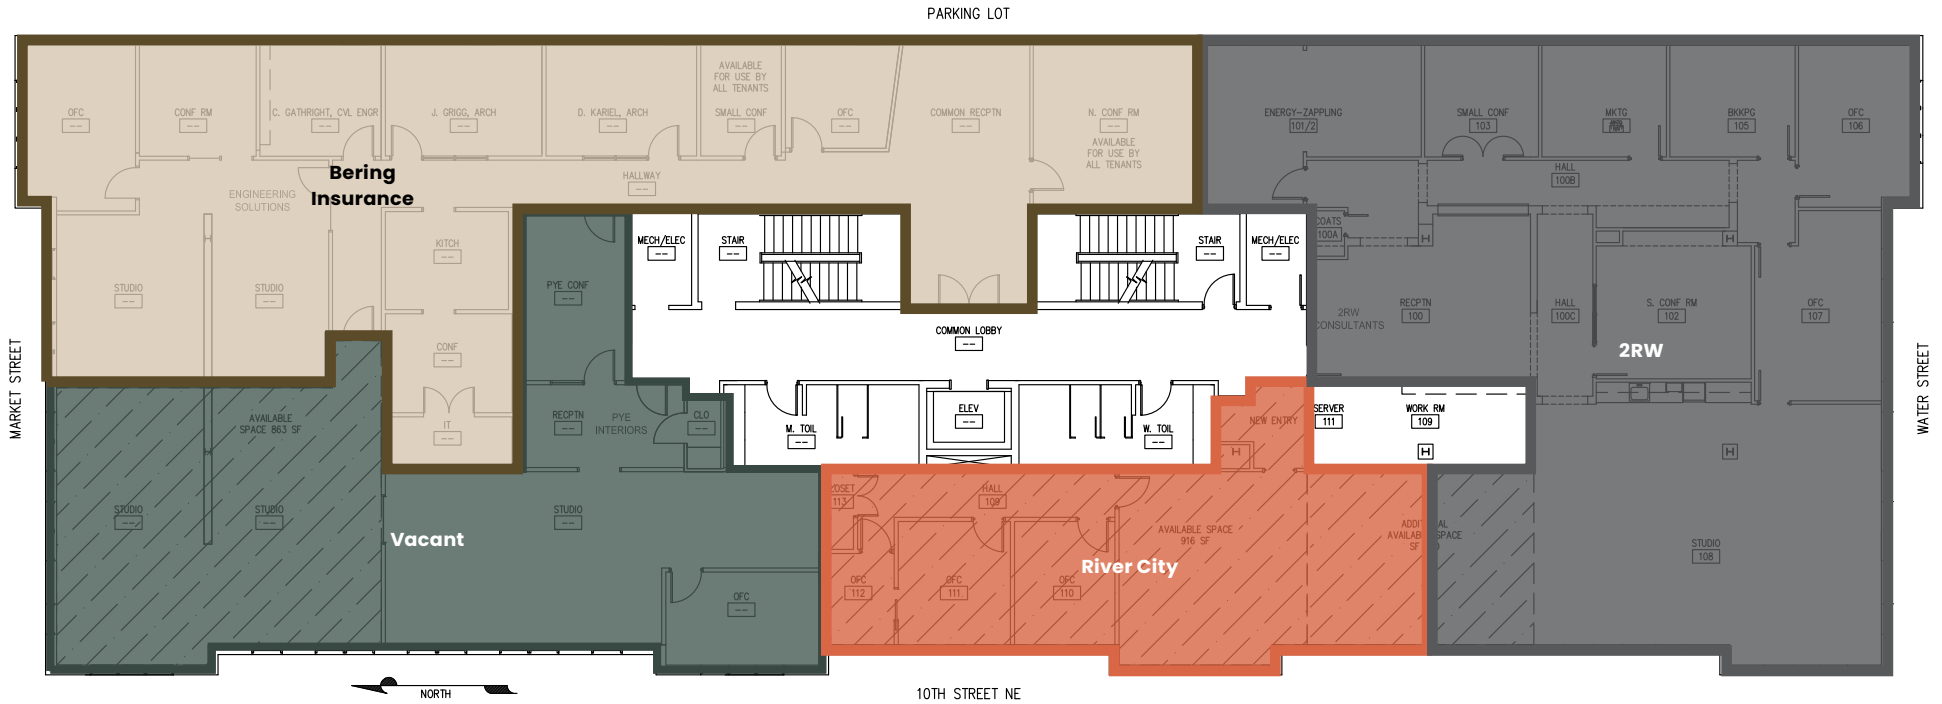 PARKING LOT
OFC
--
CONF RM
--
C. GATHRIGHT, CVL ENGR
--
J. GRIGG, ARCH
--
D. KARIEL, ARCH
--
AVAILABLE
FOR USE BY
ALL TENANTS
SMALL CONF
--
OFC
--
COMMON RECPTN
--
N. CONF RM
--
AVAILABLE
FOR USE BY
ALL TENANTS
ENERGY-ZAPPLING
101/2
SMALL CONF
103
MKTG
BKKPG
105
OFC
106
Bering
Insurance
ENGINEERING
SOLUTIONS
HALLWAY
--
HALL
100B
COATS
100A
KITCH
--
MECH/ELEC
--
STAIR
--
STAIR
--
MECH/ELEC
--
H
H
STUDIO
--
STUDIO
--
PYE CONF
--
RECPTN
100
2RW
CONSULTANTS
HALL
100C
S. CONF RM
102
OFC
107
COMMON LOBBY
--
CONF
--
2RW
MARKET STREET
WATER STREET
AVAILABLE
SPACE 863 SF
IT
--
RECPTN
--
PYE
INTERIORS
CLO
--
M. TOIL
--
ELEV
--
W. TOIL
--
NEW ENTRY
H
SERVER
111
WORK RM
109
H
H
STUDIO
--
STUDIO
--
Vacant
STUDIO
--
113
HALL
109
AVAILABLE SPACE
916 SF
SPACE
SF
River City
OFC
112
OFC
111
OFC
110
STUDIO
108
OFC
--
NORTH
10TH STREET NE